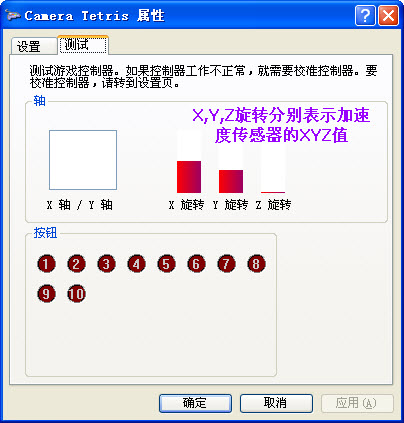 Camera Tetris 属性
设置
测试
测试游戏控制器。如果控制器工作不正常，就需要校准控制器。要
校准控制器，请转到设置页。
轴
X,Y,Z旋转分别表示加速
度传感器的XYZ值
X 轴 / Y 轴
X 旋转
Y 旋转
Z 旋转
按钮
1 2 3 4 5 6 7 8
9 10
确定
取消
应用(A)